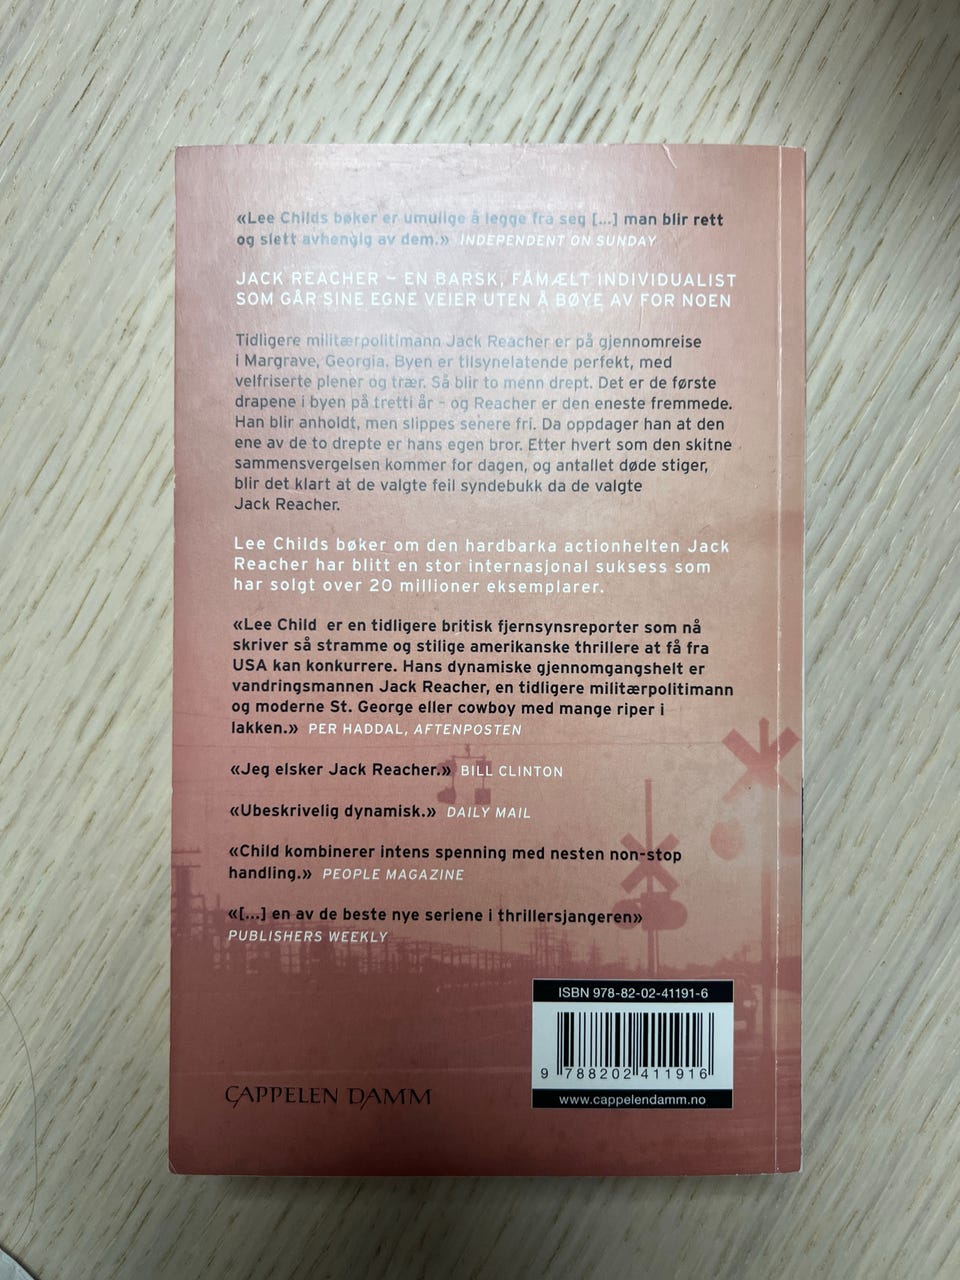 «Lee Childs bøker er umulige å legge fra seg [...] man blir rett
og slett avhengig av dem.» INDEPENDENT ON SUNDAY
JACK REACHER – EN BARSK, FÅMÆLT INDIVIDUALIST
SOM GÅR SINE EGNE VEIER UTEN Å BØYE AV FOR NOEN
Tidligere militærpolitimann Jack Reacher er på gjennomreise
i Margrave, Georgia. Byen er tilsynelatende perfekt, med
velfriserte plener og trær. Så blir to menn drept. Det er de første
drapene i byen på tretti år – og Reacher er den eneste fremmede.
Han blir anholdt, men slippes senere fri. Da oppdager han at den
ene av de to drepte er hans egen bror. Etter hvert som den skitne
sammensvergelsen kommer for dagen, og antallet døde stiger,
blir det klart at de valgte feil syndebukk da de valgte
Jack Reacher.
Lee Childs bøker om den hardbarka actionhelten Jack
Reacher har blitt en stor internasjonal suksess som
har solgt over 20 millioner eksemplarer.
«Lee Child er en tidligere britisk fjernsynsreporter som nå
skriver så stramme og stilige amerikanske thrillere at få fra
USA kan konkurrere. Hans dynamiske gjennomgangshelt er
vandringsmannen Jack Reacher, en tidligere militærpolitimann
og moderne St. George eller cowboy med mange riper i
lakken.» PER HADDAL, AFTENPOSTEN
«Jeg elsker Jack Reacher.» BILL CLINTON
«Ubeskrivelig dynamisk.» DAILY MAIL
«Child kombinerer intens spenning med nesten non-stop
handling.» PEOPLE MAGAZINE
«[...] en av de beste nye seriene i thrillersjangeren»
PUBLISHERS WEEKLY
ISBN 978-82-02-41191-6
9 788202 411916
www.cappelendamm.no
CAPPELEN DAMM